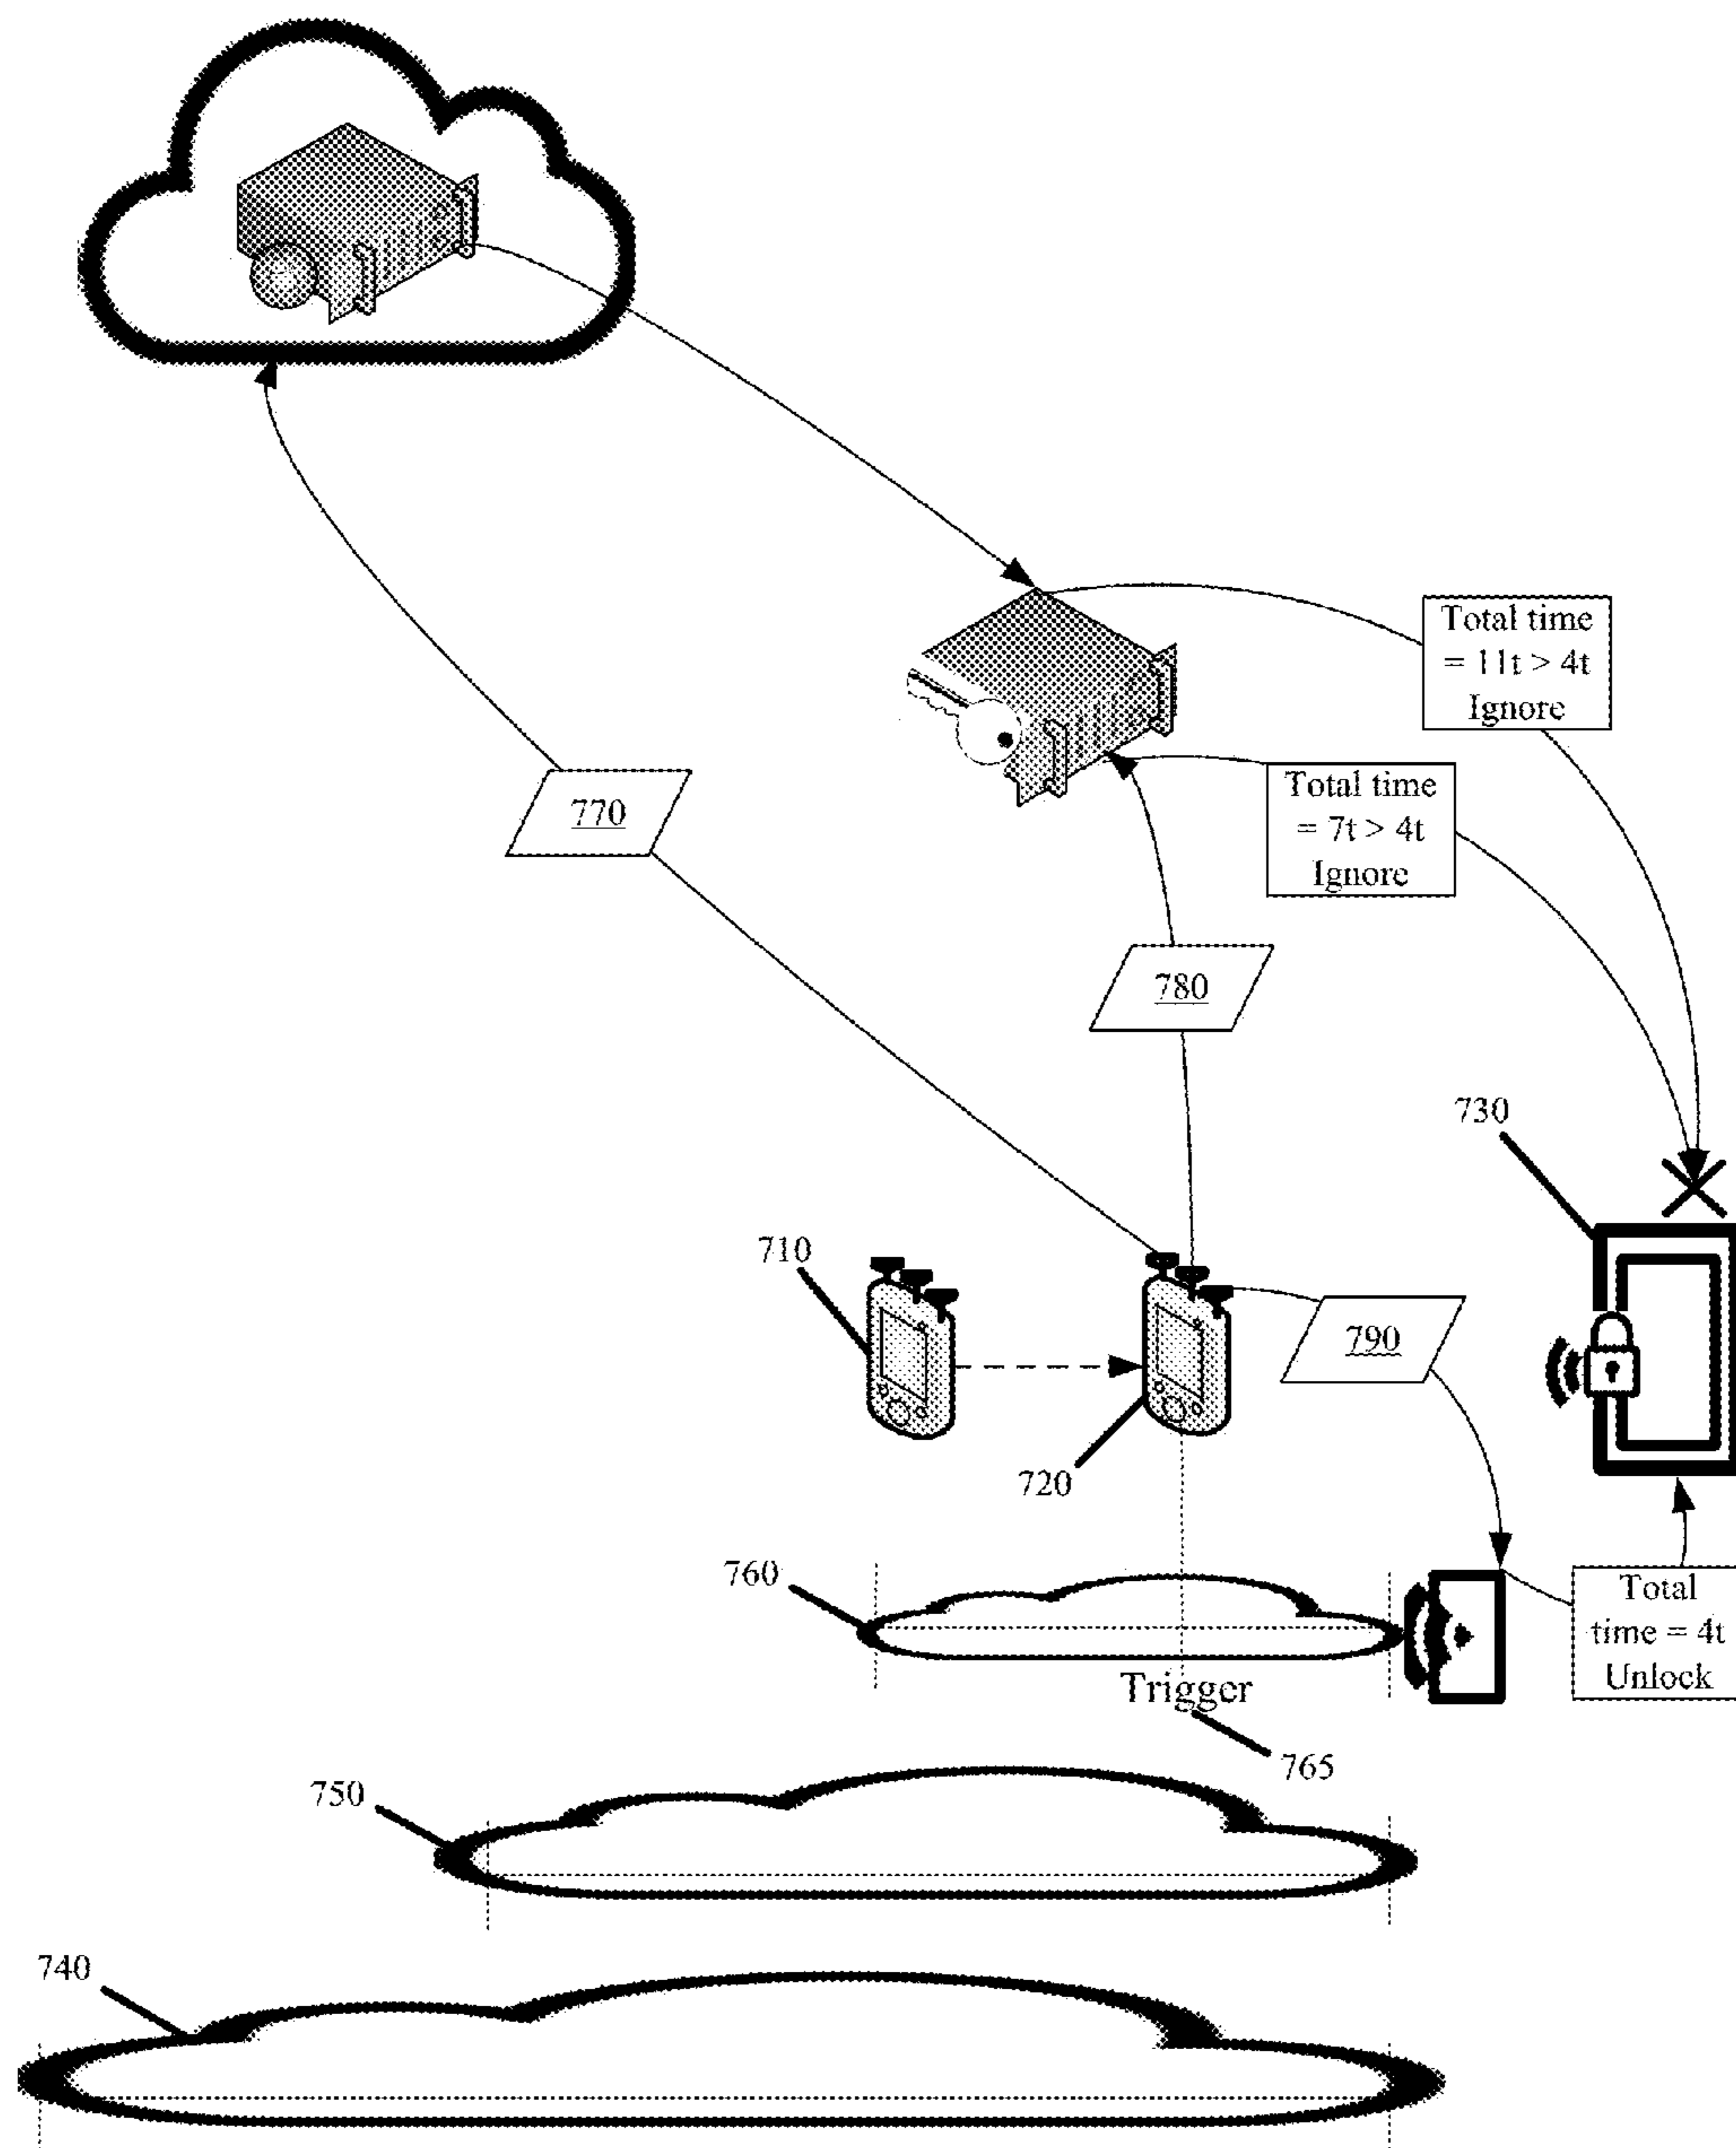 Total time
= 11t > 4t
Ignore
Total time
= 7t > 4t
Ignore
770
780
730
710
790
720
760
Total
time = 4t
Unlock
Trigger
765
750
740